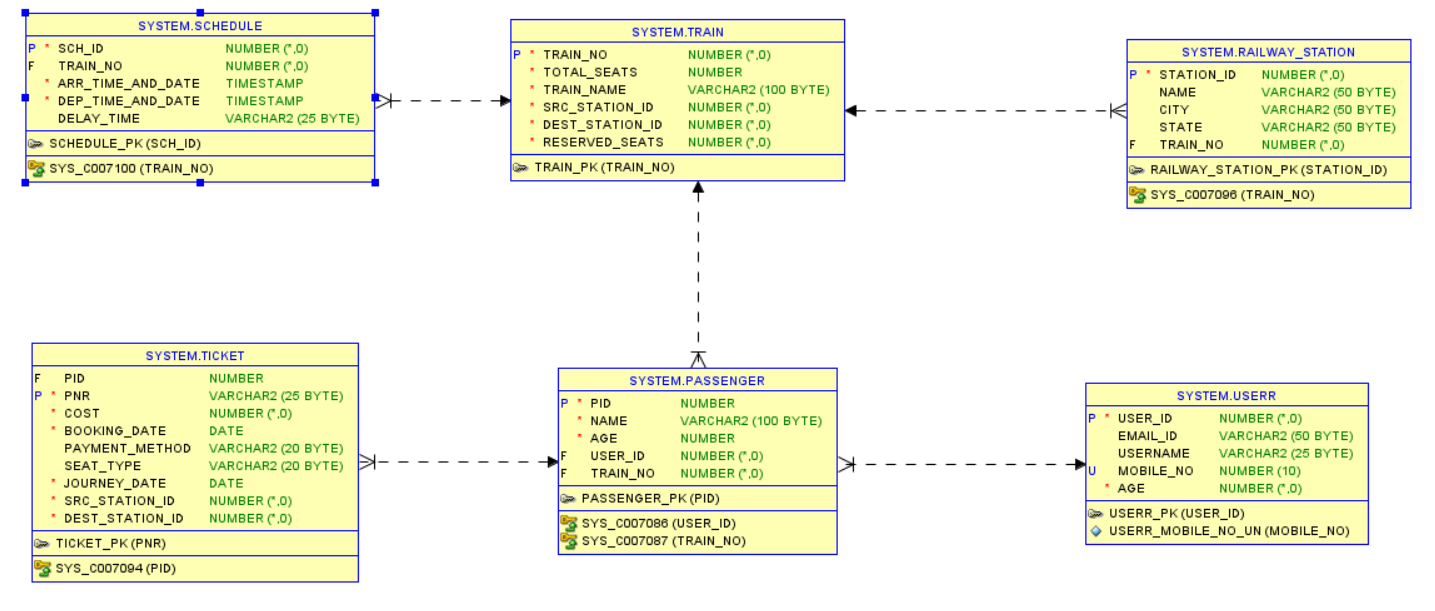 SYSTEM.SCHEDULE
P * SCH_ID NUMBER (*,0)
F TRAIN_NO NUMBER (*,0)
* ARR_TIME_AND_DATE TIMESTAMP
* DEP_TIME_AND_DATE TIMESTAMP
DELAY_TIME VARCHAR2 (25 BYTE)
SCHEDULE_PK (SCH_ID)
SYS_C007100 (TRAIN_NO)
SYSTEM.TRAIN
P * TRAIN_NO NUMBER (*,0)
* TOTAL_SEATS NUMBER
* TRAIN_NAME VARCHAR2 (100 BYTE)
* SRC_STATION_ID NUMBER (*,0)
* DEST_STATION_ID NUMBER (*,0)
* RESERVED_SEATS NUMBER (*,0)
TRAIN_PK (TRAIN_NO)
SYSTEM.RAILWAY_STATION
P * STATION_ID NUMBER (*,0)
NAME VARCHAR2 (50 BYTE)
CITY VARCHAR2 (50 BYTE)
STATE VARCHAR2 (50 BYTE)
F TRAIN_NO NUMBER (*,0)
RAILWAY_STATION_PK (STATION_ID)
SYS_C007096 (TRAIN_NO)
SYSTEM.TICKET
F PID NUMBER
P * PNR VARCHAR2 (25 BYTE)
* COST NUMBER (*,0)
* BOOKING_DATE DATE
PAYMENT_METHOD VARCHAR2 (20 BYTE)
SEAT_TYPE VARCHAR2 (20 BYTE)
* JOURNEY_DATE DATE
* SRC_STATION_ID NUMBER (*,0)
* DEST_STATION_ID NUMBER (*,0)
TICKET_PK (PNR)
SYS_C007094 (PID)
SYSTEM.PASSENGER
P * PID NUMBER
* NAME VARCHAR2 (100 BYTE)
* AGE NUMBER
F USER_ID NUMBER (*,0)
F TRAIN_NO NUMBER (*,0)
PASSENGER_PK (PID)
SYS_C007086 (USER_ID)
SYS_C007087 (TRAIN_NO)
SYSTEM.USERR
P * USER_ID NUMBER (*,0)
EMAIL_ID VARCHAR2 (50 BYTE)
USERNAME VARCHAR2 (25 BYTE)
U MOBILE_NO NUMBER (10)
* AGE NUMBER (*,0)
USERR_PK (USER_ID)
USERR_MOBILE_NO_UN (MOBILE_NO)